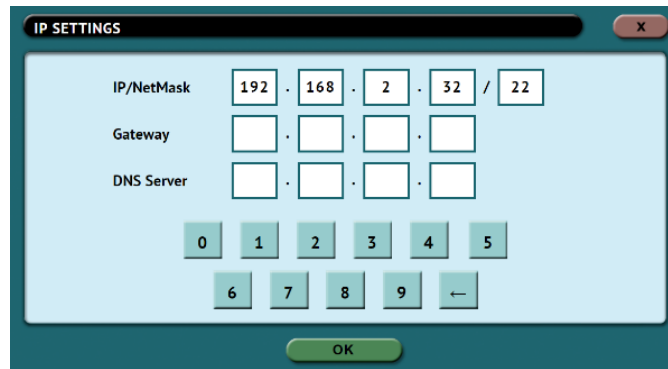 IP SETTINGS
X
IP/NetMask 192 . 168 . 2 . 32 / 22
Gateway . . .
DNS Server . . .
0 1 2 3 4 5
6 7 8 9 ←
OK